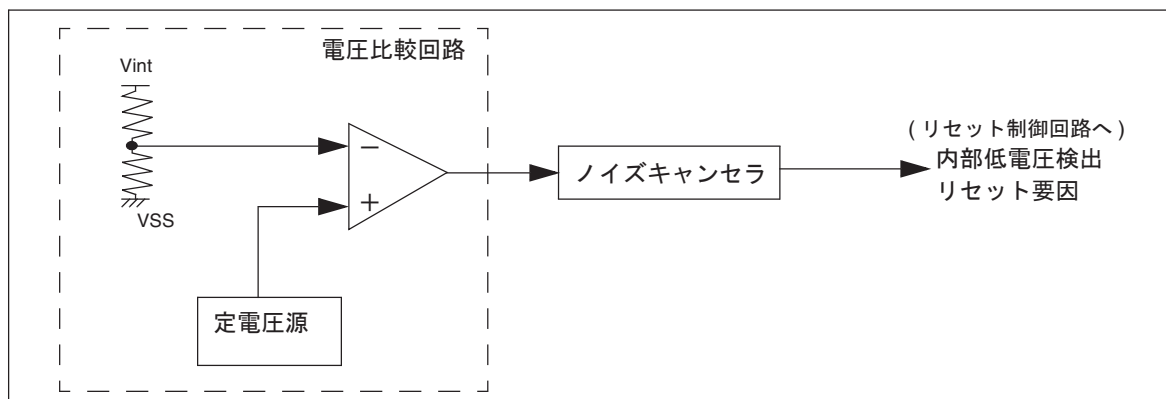 電圧比較回路
Vint
−
+
VSS
定電圧源
ノイズキャンセラ
(リセット制御回路へ)
内部低電圧検出
リセット要因